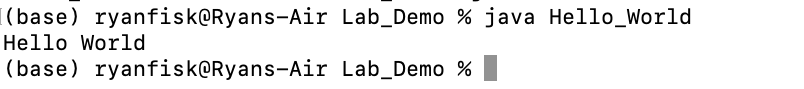 (base) ryanfisk@Ryans-Air Lab_Demo % java Hello_World
Hello World
(base) ryanfisk@Ryans-Air Lab_Demo %